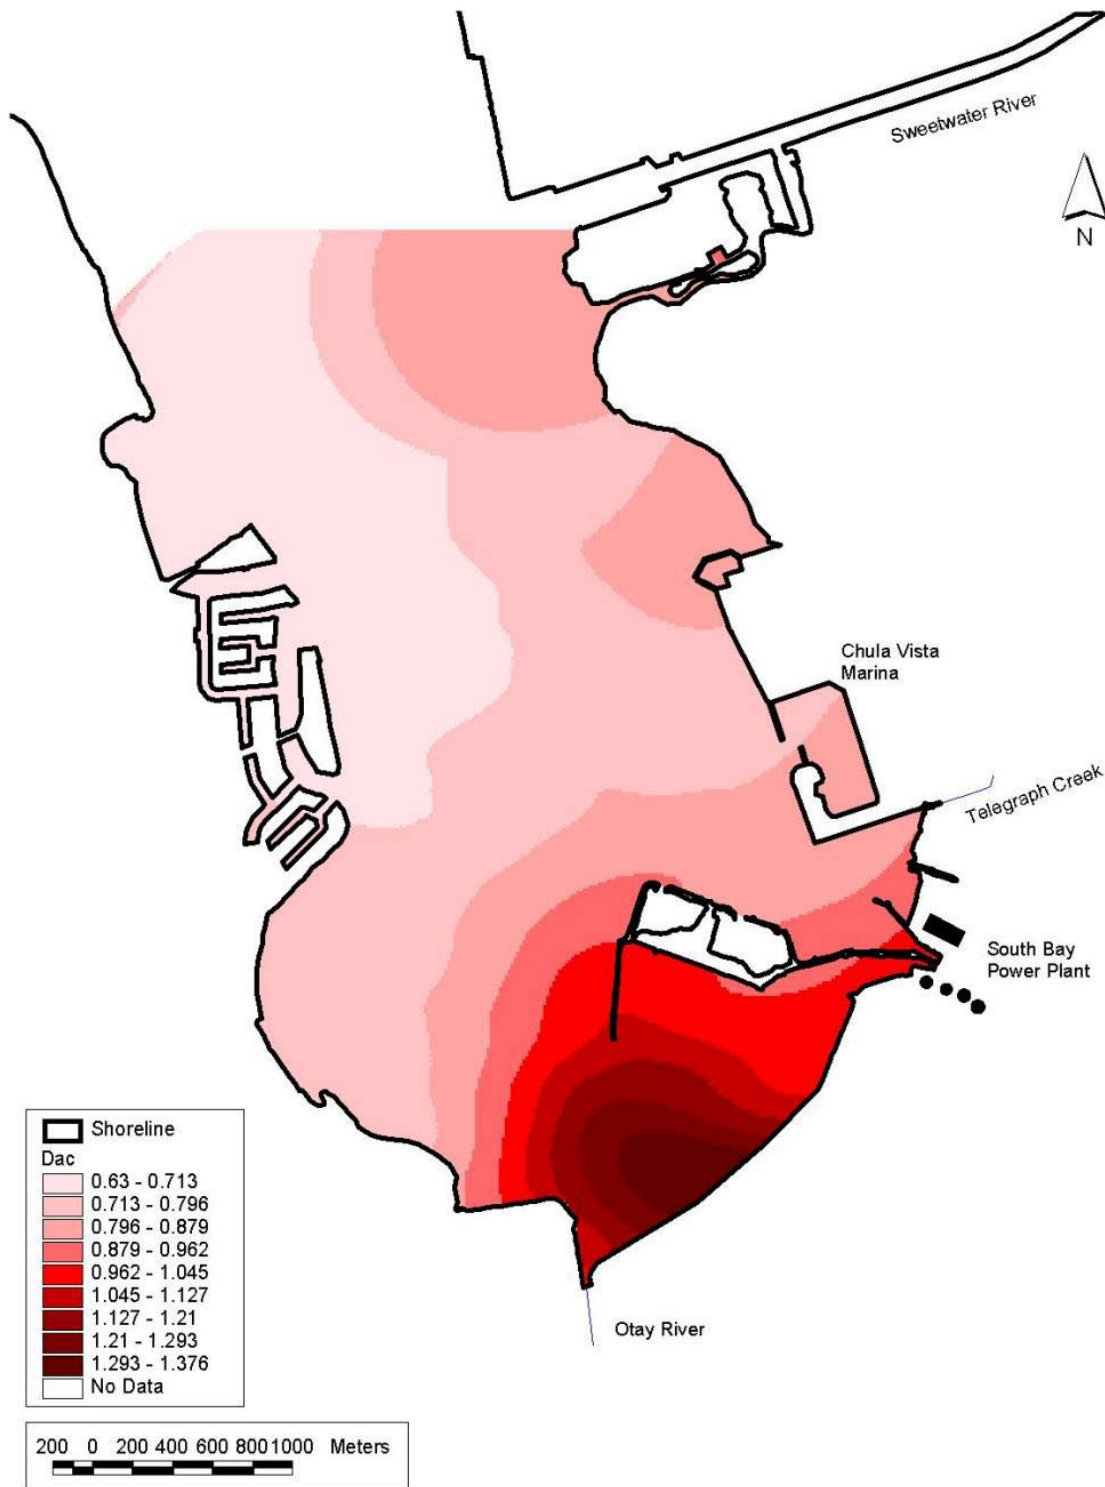 Sweetwater River
N
Chula Vista
Marina
Telegraph Creek
South Bay
Power Plant
Otay River
Shoreline
Dac
0.63 - 0.713
0.713 - 0.796
0.796 - 0.879
0.879 - 0.962
0.962 - 1.045
1.045 - 1.127
1.127 - 1.21
1.21 - 1.293
1.293 - 1.376
No Data
200 0 200 400 600 800 1000 Meters